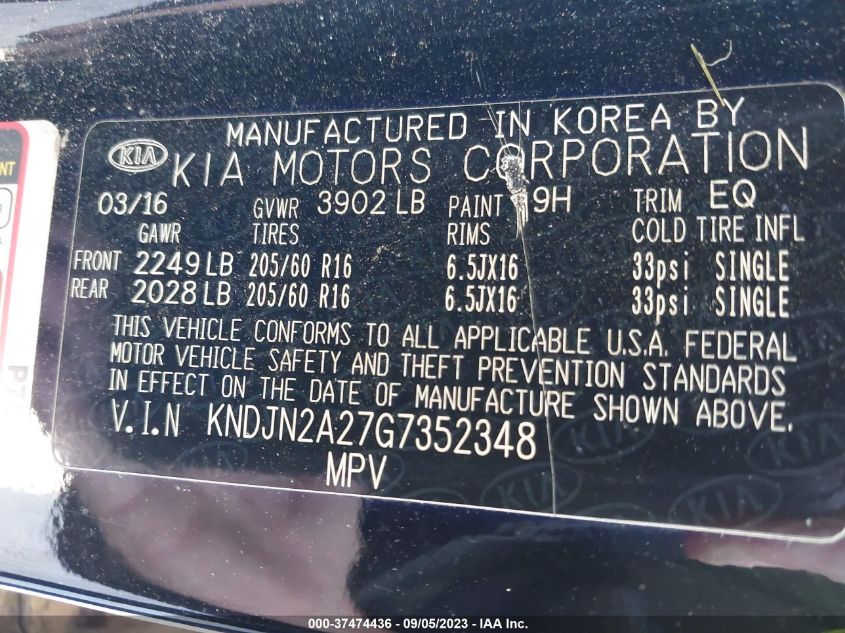 MANUFACTURED IN KOREA BY
KIA KIA MOTORS CORPORATION
03/16 GVWR 3902 LB PAINT 9H TRIM EQ
GAWR TIRES RIMS COLD TIRE INFL
FRONT 2249 LB 205/60 R16 6.5JX16 33psi SINGLE
REAR 2028 LB 205/60 R16 6.5JX16 33psi SINGLE
THIS VEHICLE CONFORMS TO ALL APPLICABLE U.S.A. FEDERAL
MOTOR VEHICLE SAFETY AND THEFT PREVENTION STANDARDS
IN EFFECT ON THE DATE OF MANUFACTURE SHOWN ABOVE.
V.I.N KNDJN2A27G7352348
MPV
000-37474436 - 09/05/2023 - IAAI.com